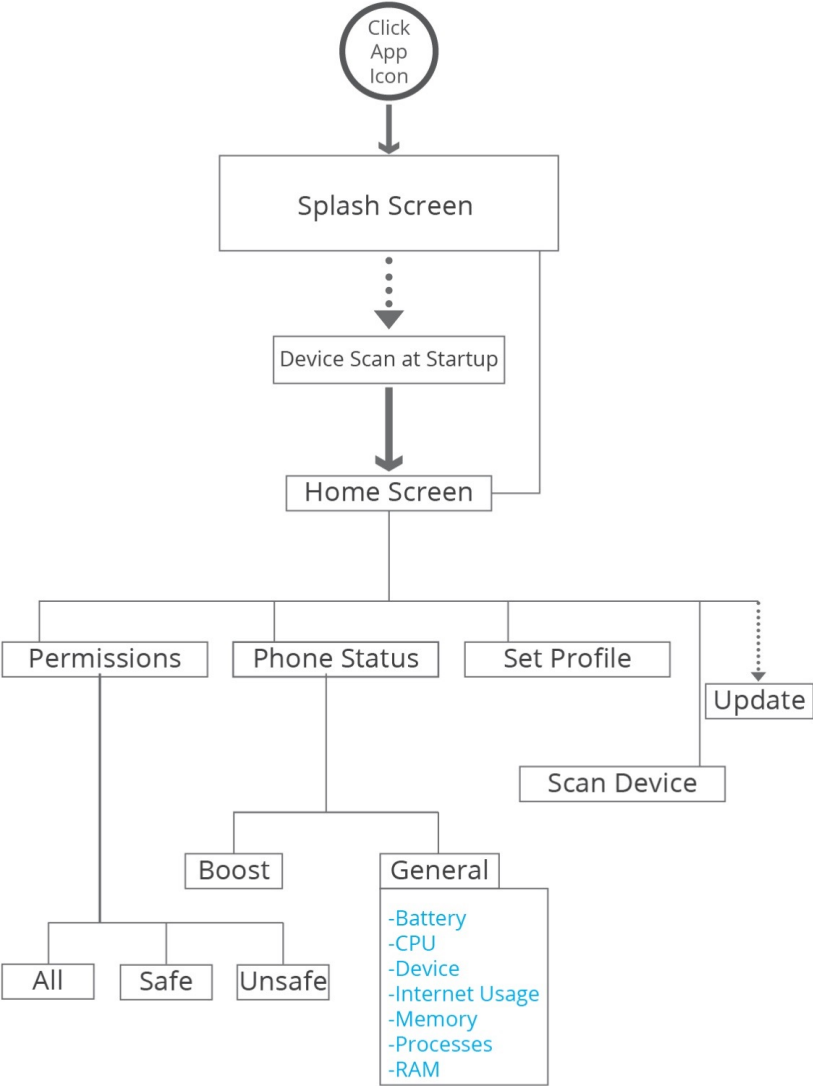 Click
App
Icon
Splash Screen
Device Scan at Startup
Home Screen
Permissions
Phone Status
Set Profile
Update
Scan Device
Boost
General
-Battery
-CPU
-Device
-Internet Usage
-Memory
-Processes
-RAM
All
Safe
Unsafe